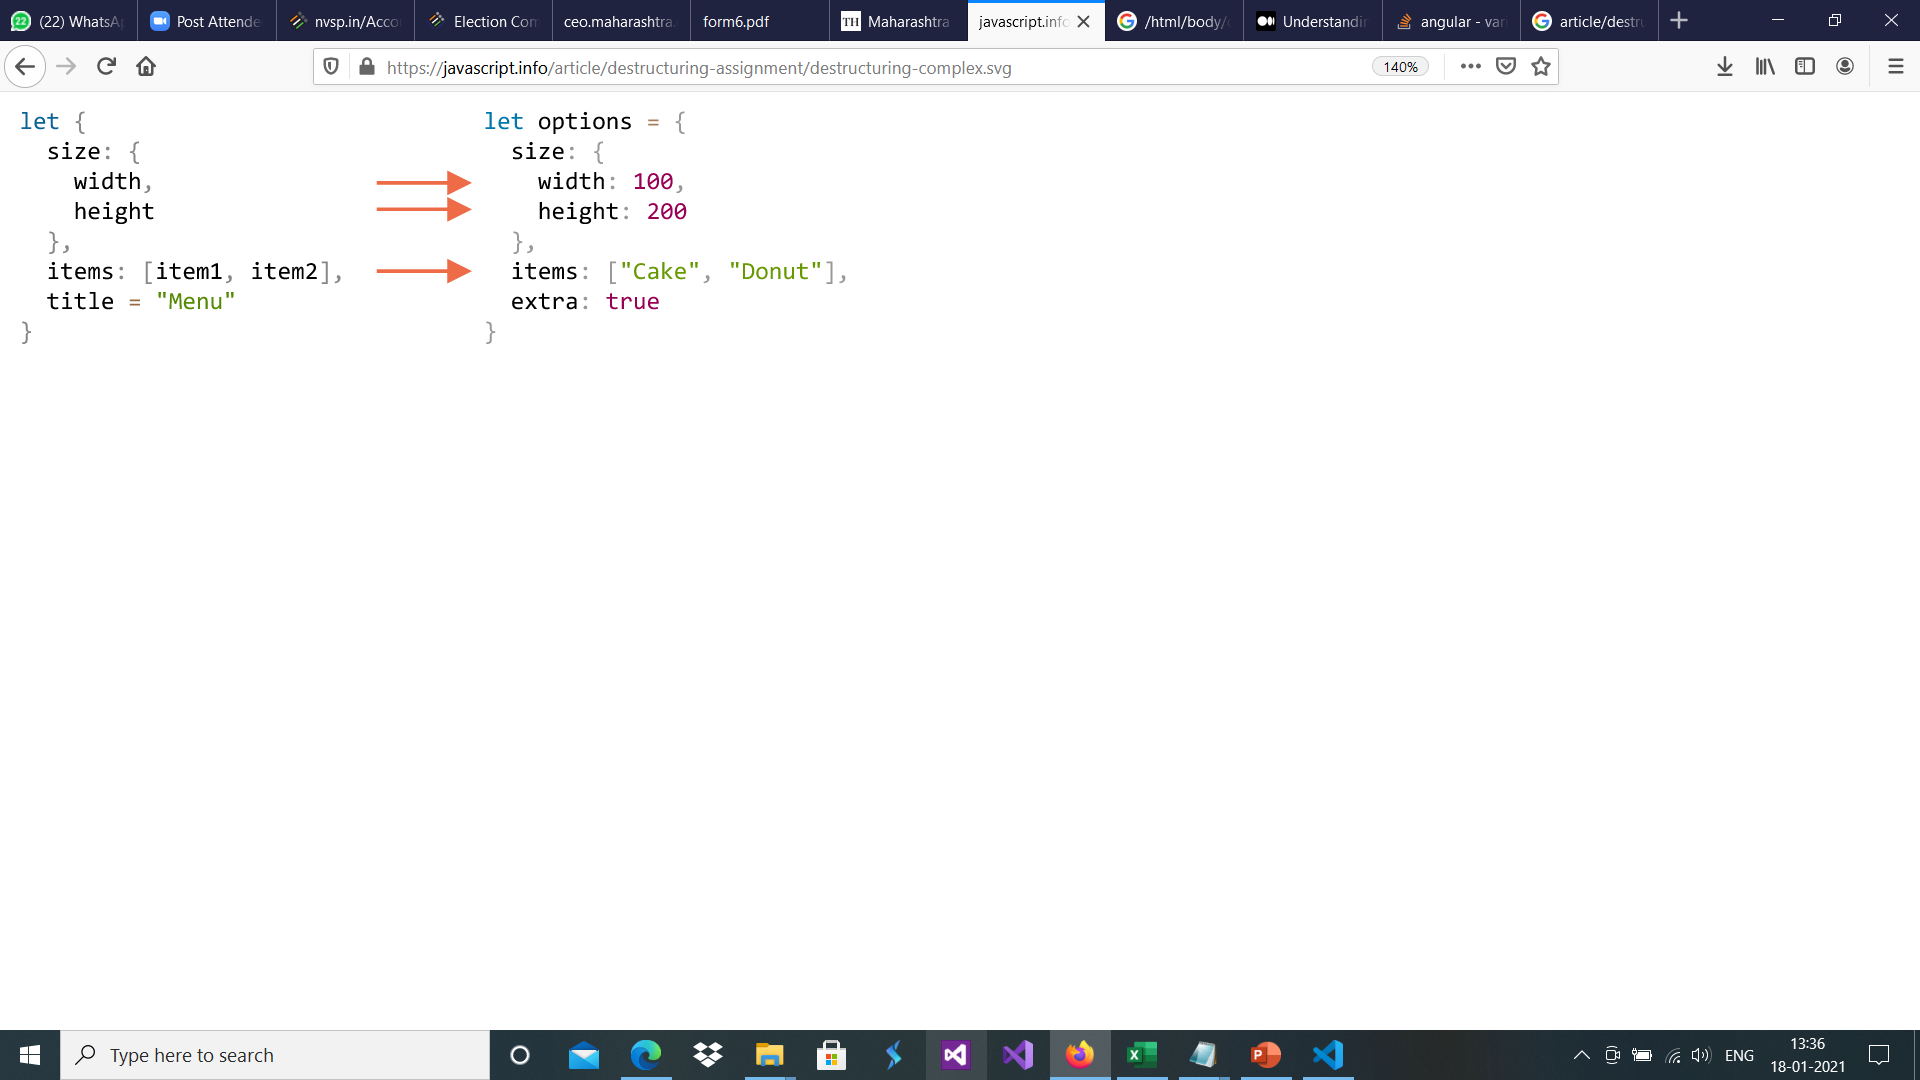 (22) WhatsA
Post Attende
nvsp.in/Acco
Election Com
ceo.maharashtra.
form6.pdf
TH Maharashtra
javascript.info
/html/body/
Understandin
angular - var
article/destru
https://javascript.info/article/destructuring-assignment/destructuring-complex.svg
140%
let {
size: {
width,
height
},
items: [item1, item2],
title = "Menu"
}
let options = {
size: {
width: 100,
height: 200
},
items: ["Cake", "Donut"],
extra: true
}
Type here to search
ENG
13:36
18-01-2021